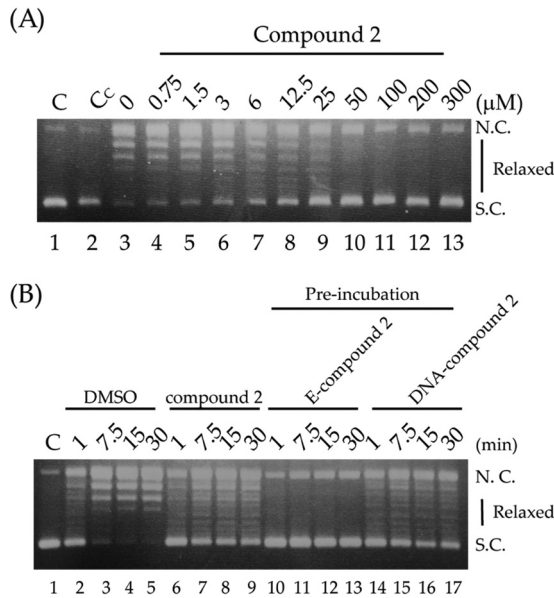 (A)
Compound 2
C Cc 0 0.75 1.5 3 6 12.5 25 50 100 200 300 (μM)
N.C.
Relaxed
S.C.
1 2 3 4 5 6 7 8 9 10 11 12 13
(B)
Pre-incubation
DMSO compound 2 E-compound 2 DNA-compound 2
C 1 7.5 15 30 1 7.5 15 30 1 7.5 15 30 1 7.5 15 30 (min)
N. C.
Relaxed
S.C.
1 2 3 4 5 6 7 8 9 10 11 12 13 14 15 16 17